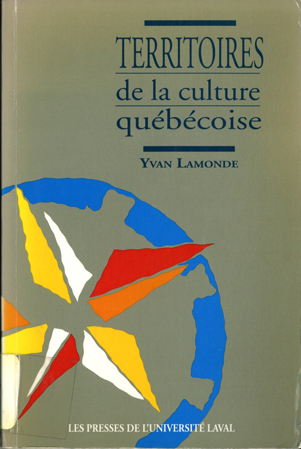 TERRITOIRES
de la culture
québécoise
YVAN LAMONDE
LES PRESSES DE L'UNIVERSITÉ LAVAL